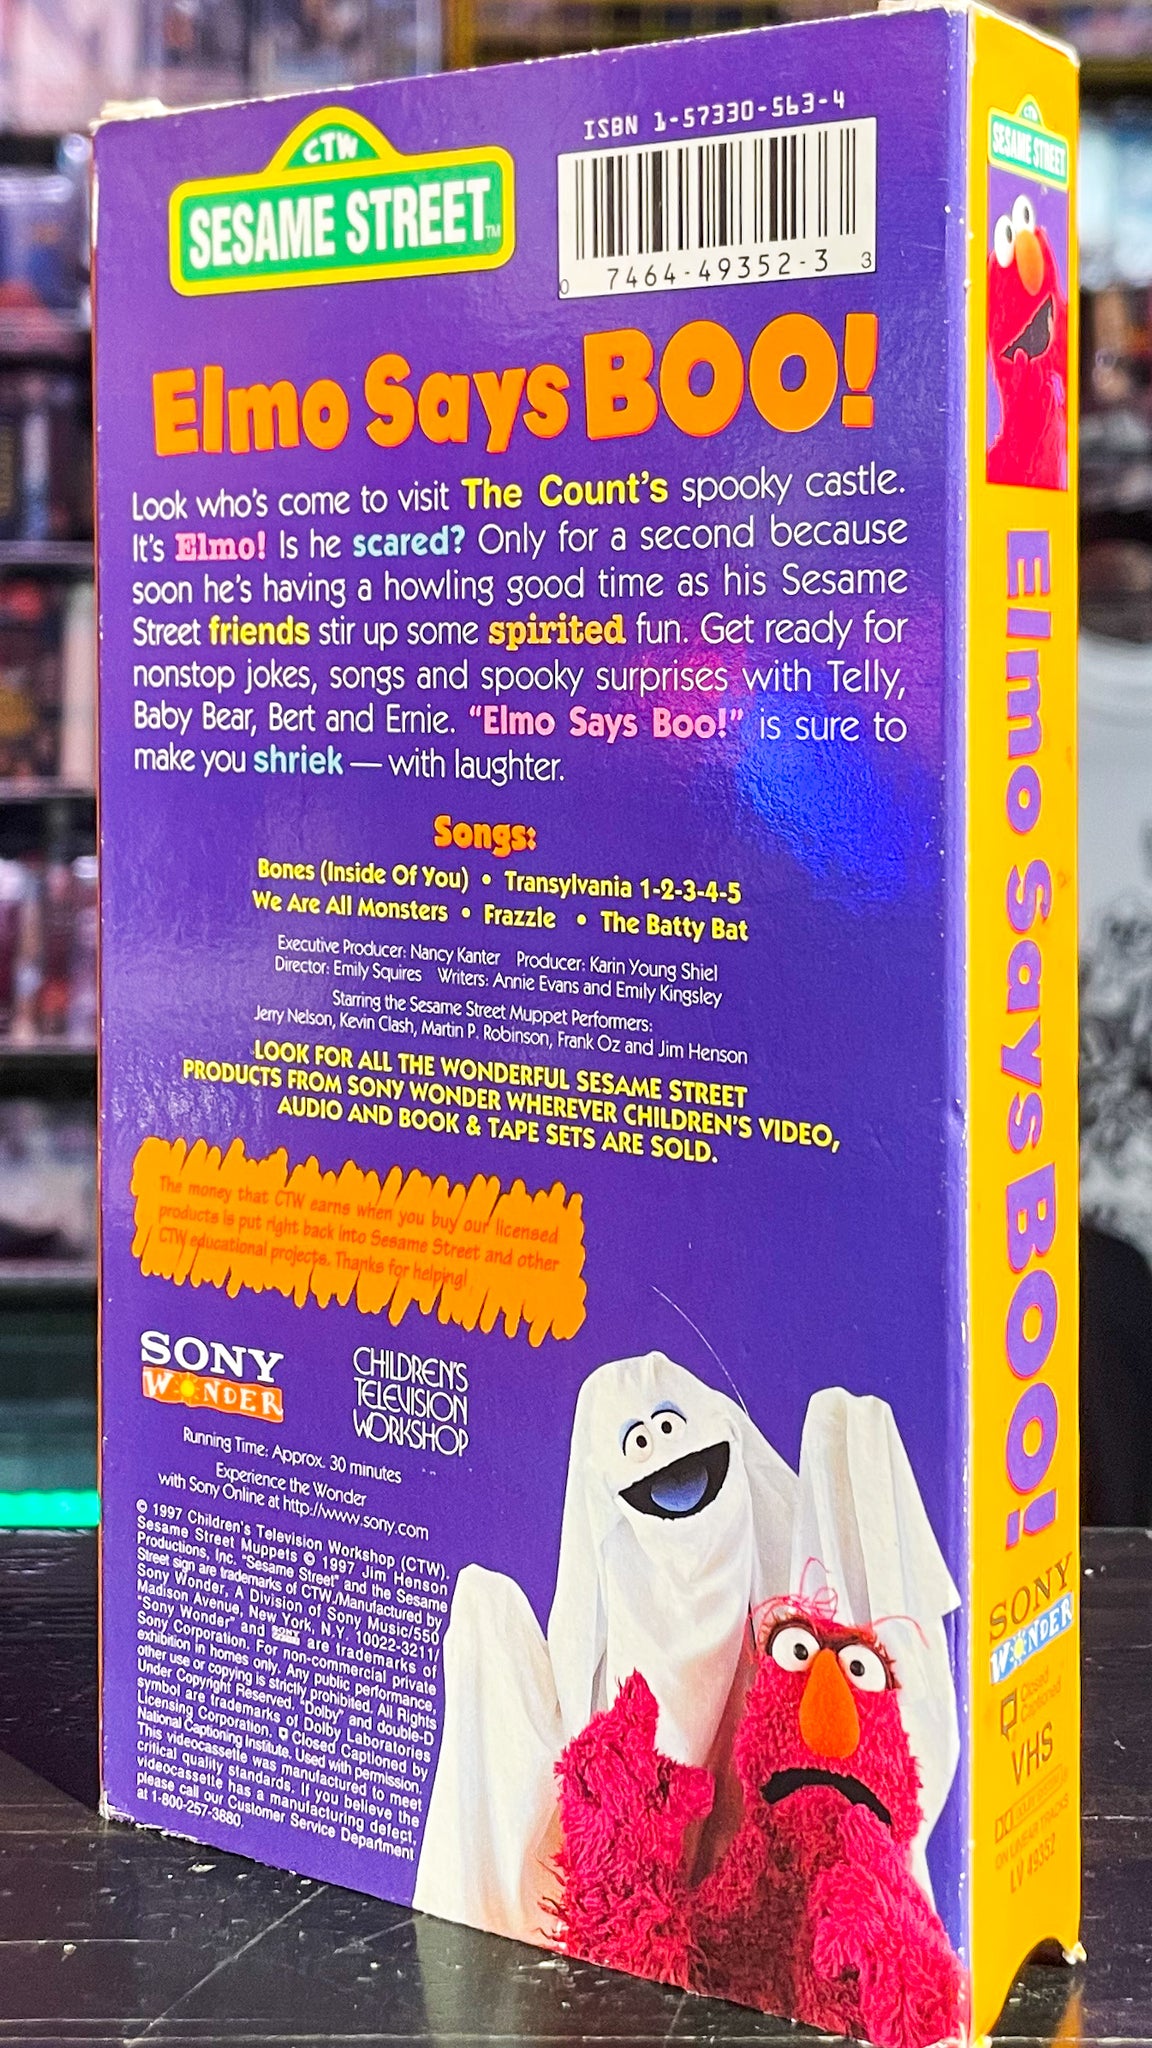 CTW
SESAME STREET
TM
ISBN 1-57330-563-4
0 7464-49352-3 3
Elmo Says BOO!
Look who's come to visit The Count's spooky castle.
It's Elmo! Is he scared? Only for a second because
soon he's having a howling good time as his Sesame
Street friends stir up some spirited fun. Get ready for
nonstop jokes, songs and spooky surprises with Telly,
Baby Bear, Bert and Ernie. "Elmo Says Boo!" is sure to
make you shriek — with laughter.
Songs:
Bones (Inside Of You) • Transylvania 1-2-3-4-5
We Are All Monsters • Frazzle • The Batty Bat
Executive Producer: Nancy Kanter Producer: Karin Young Shiel
Director: Emily Squires Writers: Annie Evans and Emily Kingsley
Starring the Sesame Street Muppet Performers:
Jerry Nelson, Kevin Clash, Martin P. Robinson, Frank Oz and Jim Henson
LOOK FOR ALL THE WONDERFUL SESAME STREET
PRODUCTS FROM SONY WONDER WHEREVER CHILDREN'S VIDEO,
AUDIO AND BOOK & TAPE SETS ARE SOLD.
The money that CTW earns when you buy our licensed
products is put right back into Sesame Street and other
CTW educational projects. Thanks for helping!
SONY
WONDER
CHILDREN'S
TELEVISION
WORKSHOP
Running Time: Approx. 30 minutes
Experience the Wonder
with Sony Online at http://www.sony.com
© 1997 Children's Television Workshop (CTW).
Sesame Street Muppets © 1997 Jim Henson
Productions, Inc. "Sesame Street" and the Sesame
Street sign are trademarks of CTW./Manufactured by
Sony Wonder, A Division of Sony Music/550
Madison Avenue, New York, N.Y. 10022-3211/
"Sony Wonder" and SONY are trademarks of
Sony Corporation. For non-commercial private
exhibition in homes only. Any public performance,
other use or copying is strictly prohibited. All Rights
Under Copyright Reserved. "Dolby" and double-D
symbol are trademarks of Dolby Laboratories
Licensing Corporation. Closed Captioned by
National Captioning Institute. Used with permission.
This videocassette was manufactured to meet
critical quality standards. If you believe the
videocassette has a manufacturing defect,
please call our Customer Service Department
at 1-800-257-3880.
CTW
SESAME STREET
Elmo Says BOO!
SONY
WONDER
Closed
Captioned
VHS
ON LINEAR TRACKS
LV 49352